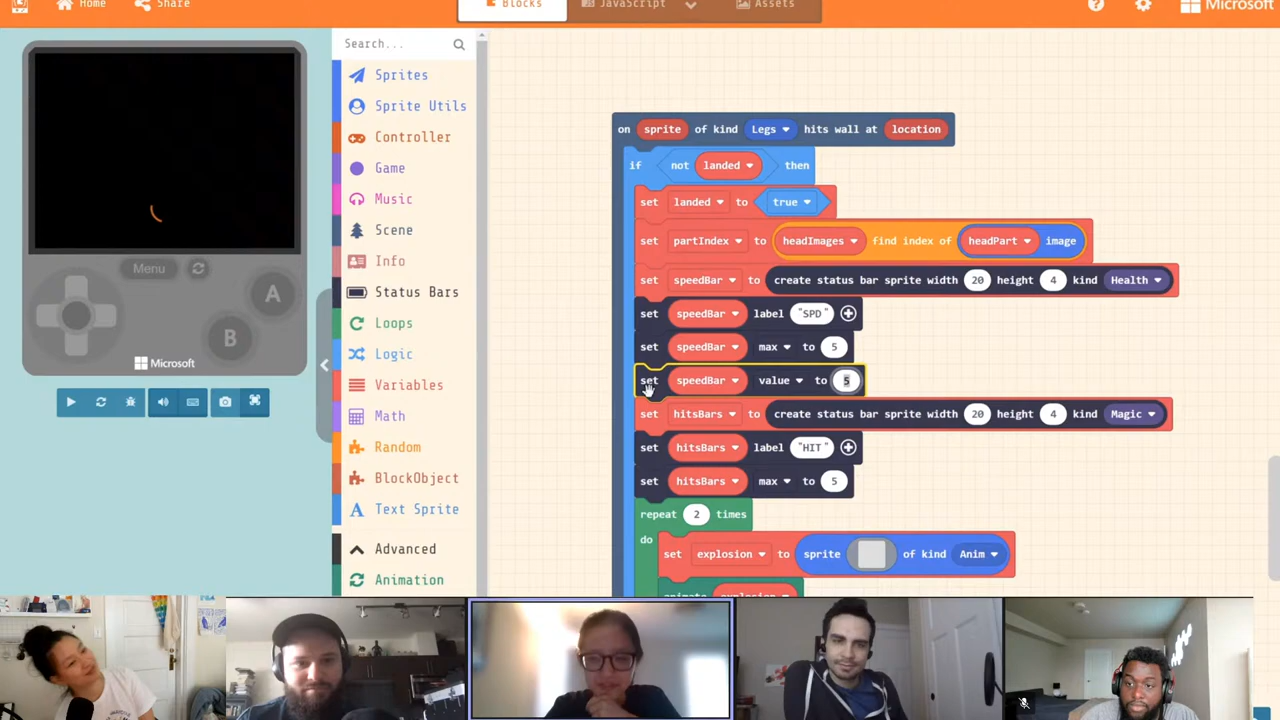 Home
Share
Blocks
JavaScript
Assets
Microsoft
Search...
Sprites
Sprite Utils
Controller
Game
Music
Scene
Info
Status Bars
Loops
Logic
Variables
Math
Random
BlockObject
Text Sprite
Advanced
Animation
Menu
A
B
Microsoft
on sprite of kind Legs hits wall at location
if not landed then
set landed to true
set partIndex to headImages find index of headPart image
set speedBar to create status bar sprite width 20 height 4 kind Health
set speedBar label "SPD"
set speedBar max to 5
set speedBar value to 5
set hitsBars to create status bar sprite width 20 height 4 kind Magic
set hitsBars label "HIT"
set hitsBars max to 5
repeat 2 times
do
set explosion to sprite of kind Anim
animate explosion